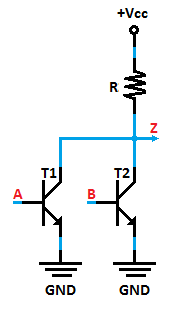 +Vcc
R
Z
T1 T2
A B
GND GND